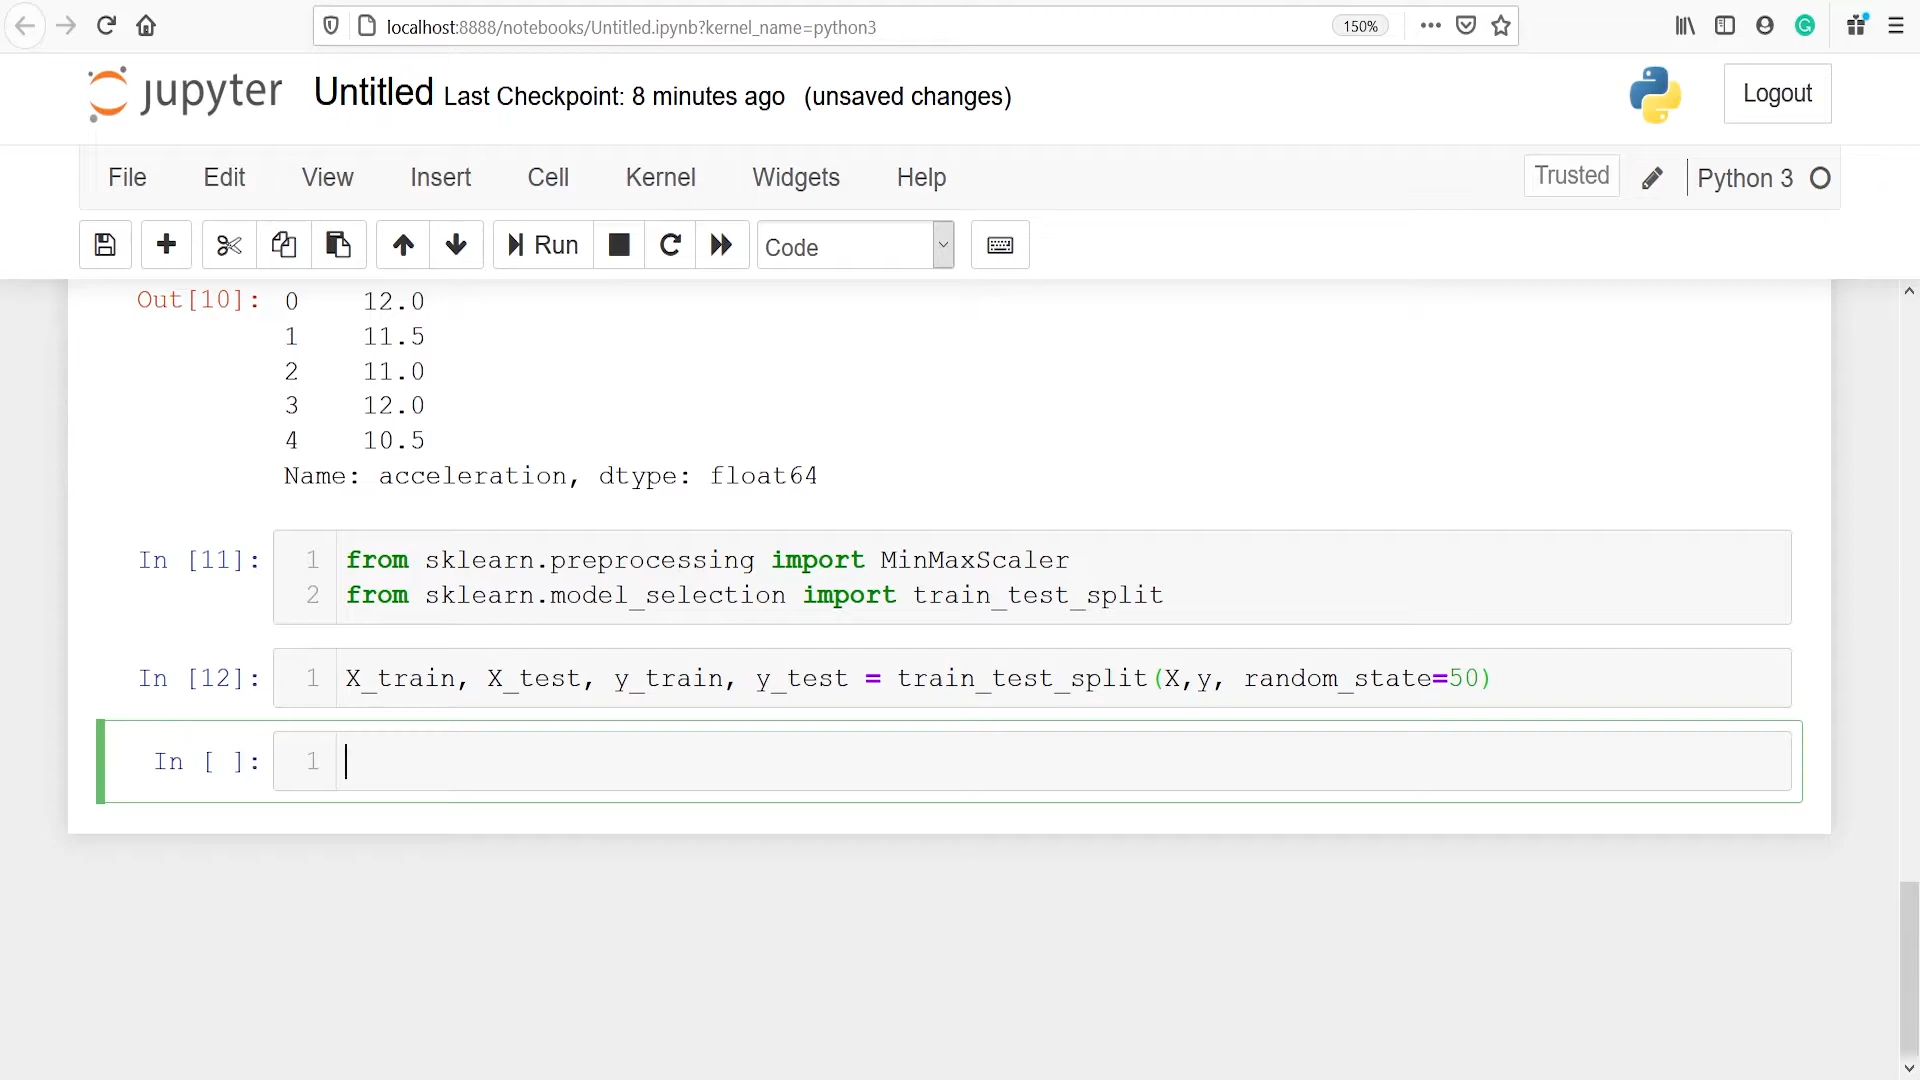 localhost:8888/notebooks/Untitled.ipynb?kernel_name=python3
150%
jupyter Untitled Last Checkpoint: 8 minutes ago (unsaved changes)
Logout
File Edit View Insert Cell Kernel Widgets Help
Trusted
Python 3
Run
Code
Out[10]: 0 12.0
1 11.5
2 11.0
3 12.0
4 10.5
Name: acceleration, dtype: float64
In [11]: 1 from sklearn.preprocessing import MinMaxScaler
2 from sklearn.model_selection import train_test_split
In [12]: 1 X_train, X_test, y_train, y_test = train_test_split(X,y, random_state=50)
In [ ]: 1